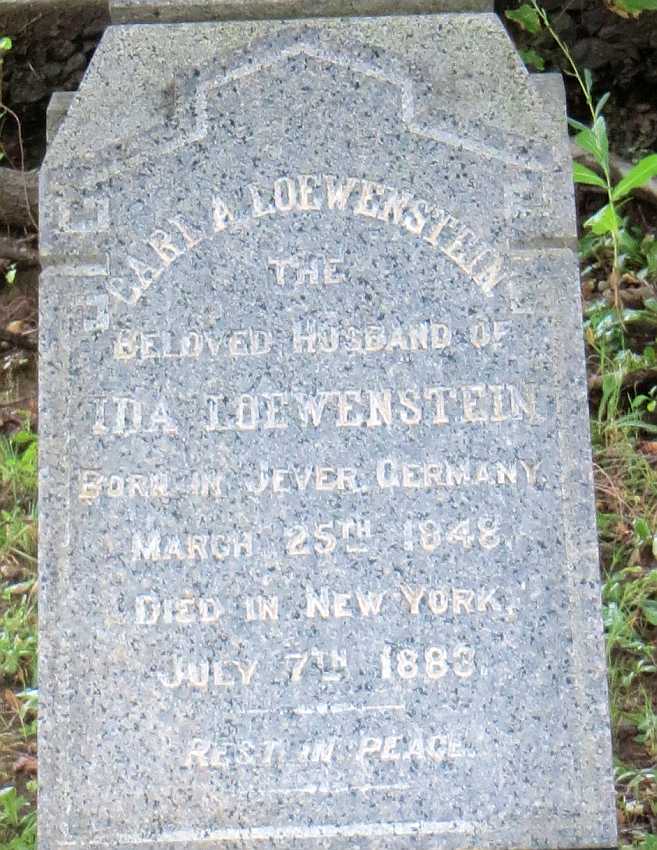 CARL A. LOEWENSTEIN
THE
BELOVED HUSBAND OF
IDA LOEWENSTEIN
BORN IN JEVER, GERMANY,
MARCH 25TH 1848.
DIED IN NEW YORK,
JULY 7TH 1883.
REST IN PEACE.